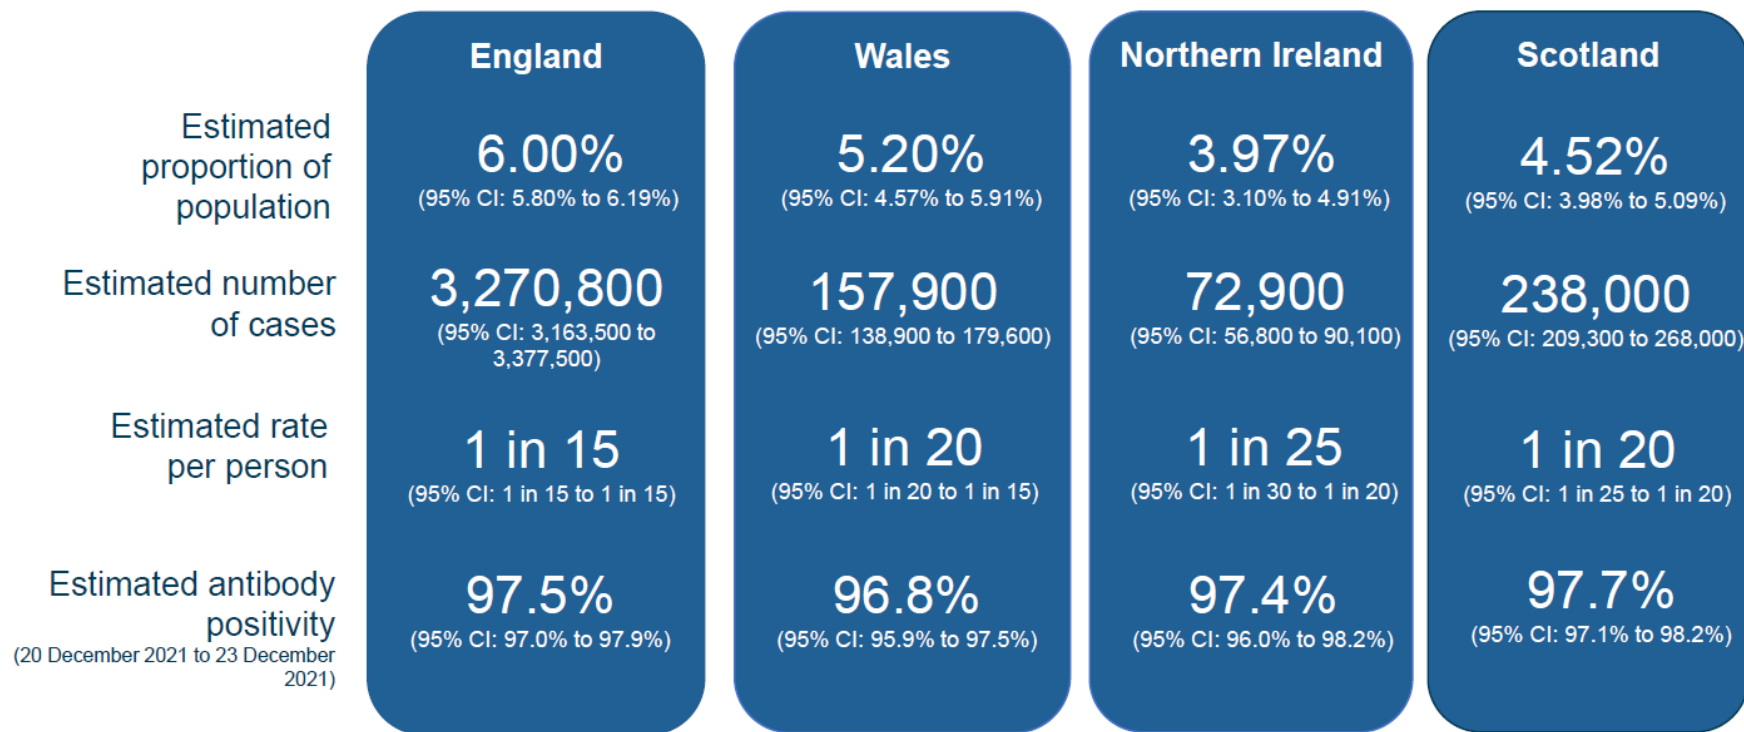 England
Wales
Northern Ireland
Scotland
Estimated
proportion of
population
6.00%
(95% CI: 5.80% to 6.19%)
5.20%
(95% CI: 4.57% to 5.91%)
3.97%
(95% CI: 3.10% to 4.91%)
4.52%
(95% CI: 3.98% to 5.09%)
Estimated number
of cases
3,270,800
(95% CI: 3,163,500 to
3,377,500)
157,900
(95% CI: 138,900 to 179,600)
72,900
(95% CI: 56,800 to 90,100)
238,000
(95% CI: 209,300 to 268,000)
Estimated rate
per person
1 in 15
(95% CI: 1 in 15 to 1 in 15)
1 in 20
(95% CI: 1 in 20 to 1 in 15)
1 in 25
(95% CI: 1 in 30 to 1 in 20)
1 in 20
(95% CI: 1 in 25 to 1 in 20)
Estimated antibody
positivity
(20 December 2021 to 23 December
2021)
97.5%
(95% CI: 97.0% to 97.9%)
96.8%
(95% CI: 95.9% to 97.5%)
97.4%
(95% CI: 96.0% to 98.2%)
97.7%
(95% CI: 97.1% to 98.2%)